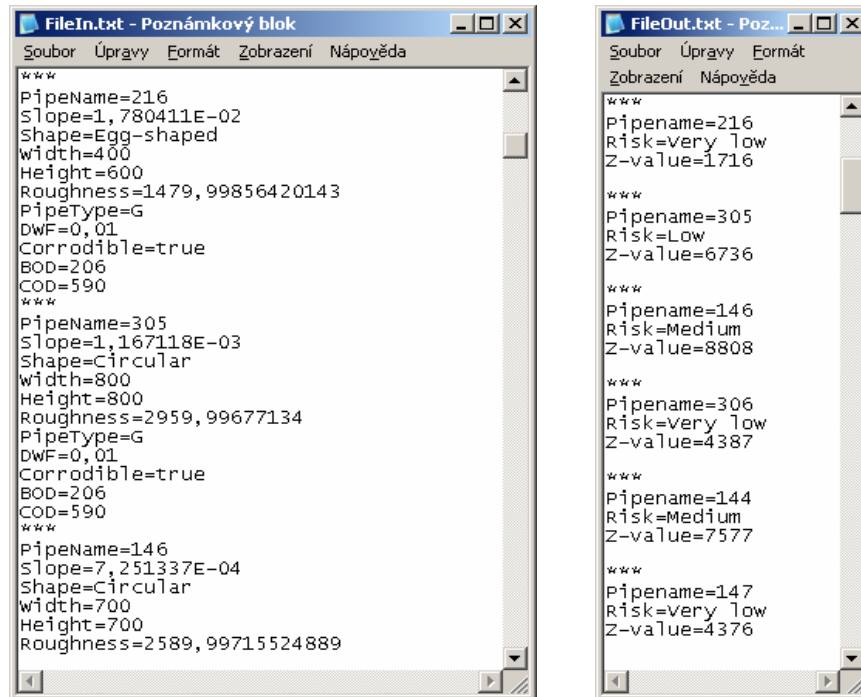 FileIn.txt - Poznámkový blok
Soubor Úpravy Formát Zobrazení Nápověda
***
PipeName=216
Slope=1,780411E-02
Shape=Egg-shaped
Width=400
Height=600
Roughness=1479,99856420143
PipeType=G
DWF=0,01
Corrodible=true
BOD=206
COD=590
***
PipeName=305
Slope=1,167118E-03
Shape=Circular
Width=800
Height=800
Roughness=2959,99677134
PipeType=G
DWF=0,01
Corrodible=true
BOD=206
COD=590
***
PipeName=146
Slope=7,251337E-04
Shape=Circular
Width=700
Height=700
Roughness=2589,99715524889
FileOut.txt - Poz...
Soubor Úpravy Formát
Zobrazení Nápověda
***
Pipename=216
Risk=Very low
Z-value=1716
***
Pipename=305
Risk=Low
Z-value=6736
***
Pipename=146
Risk=Medium
Z-value=8808
***
Pipename=306
Risk=Very low
Z-value=4387
***
Pipename=144
Risk=Medium
Z-value=7577
***
Pipename=147
Risk=Very low
Z-value=4376